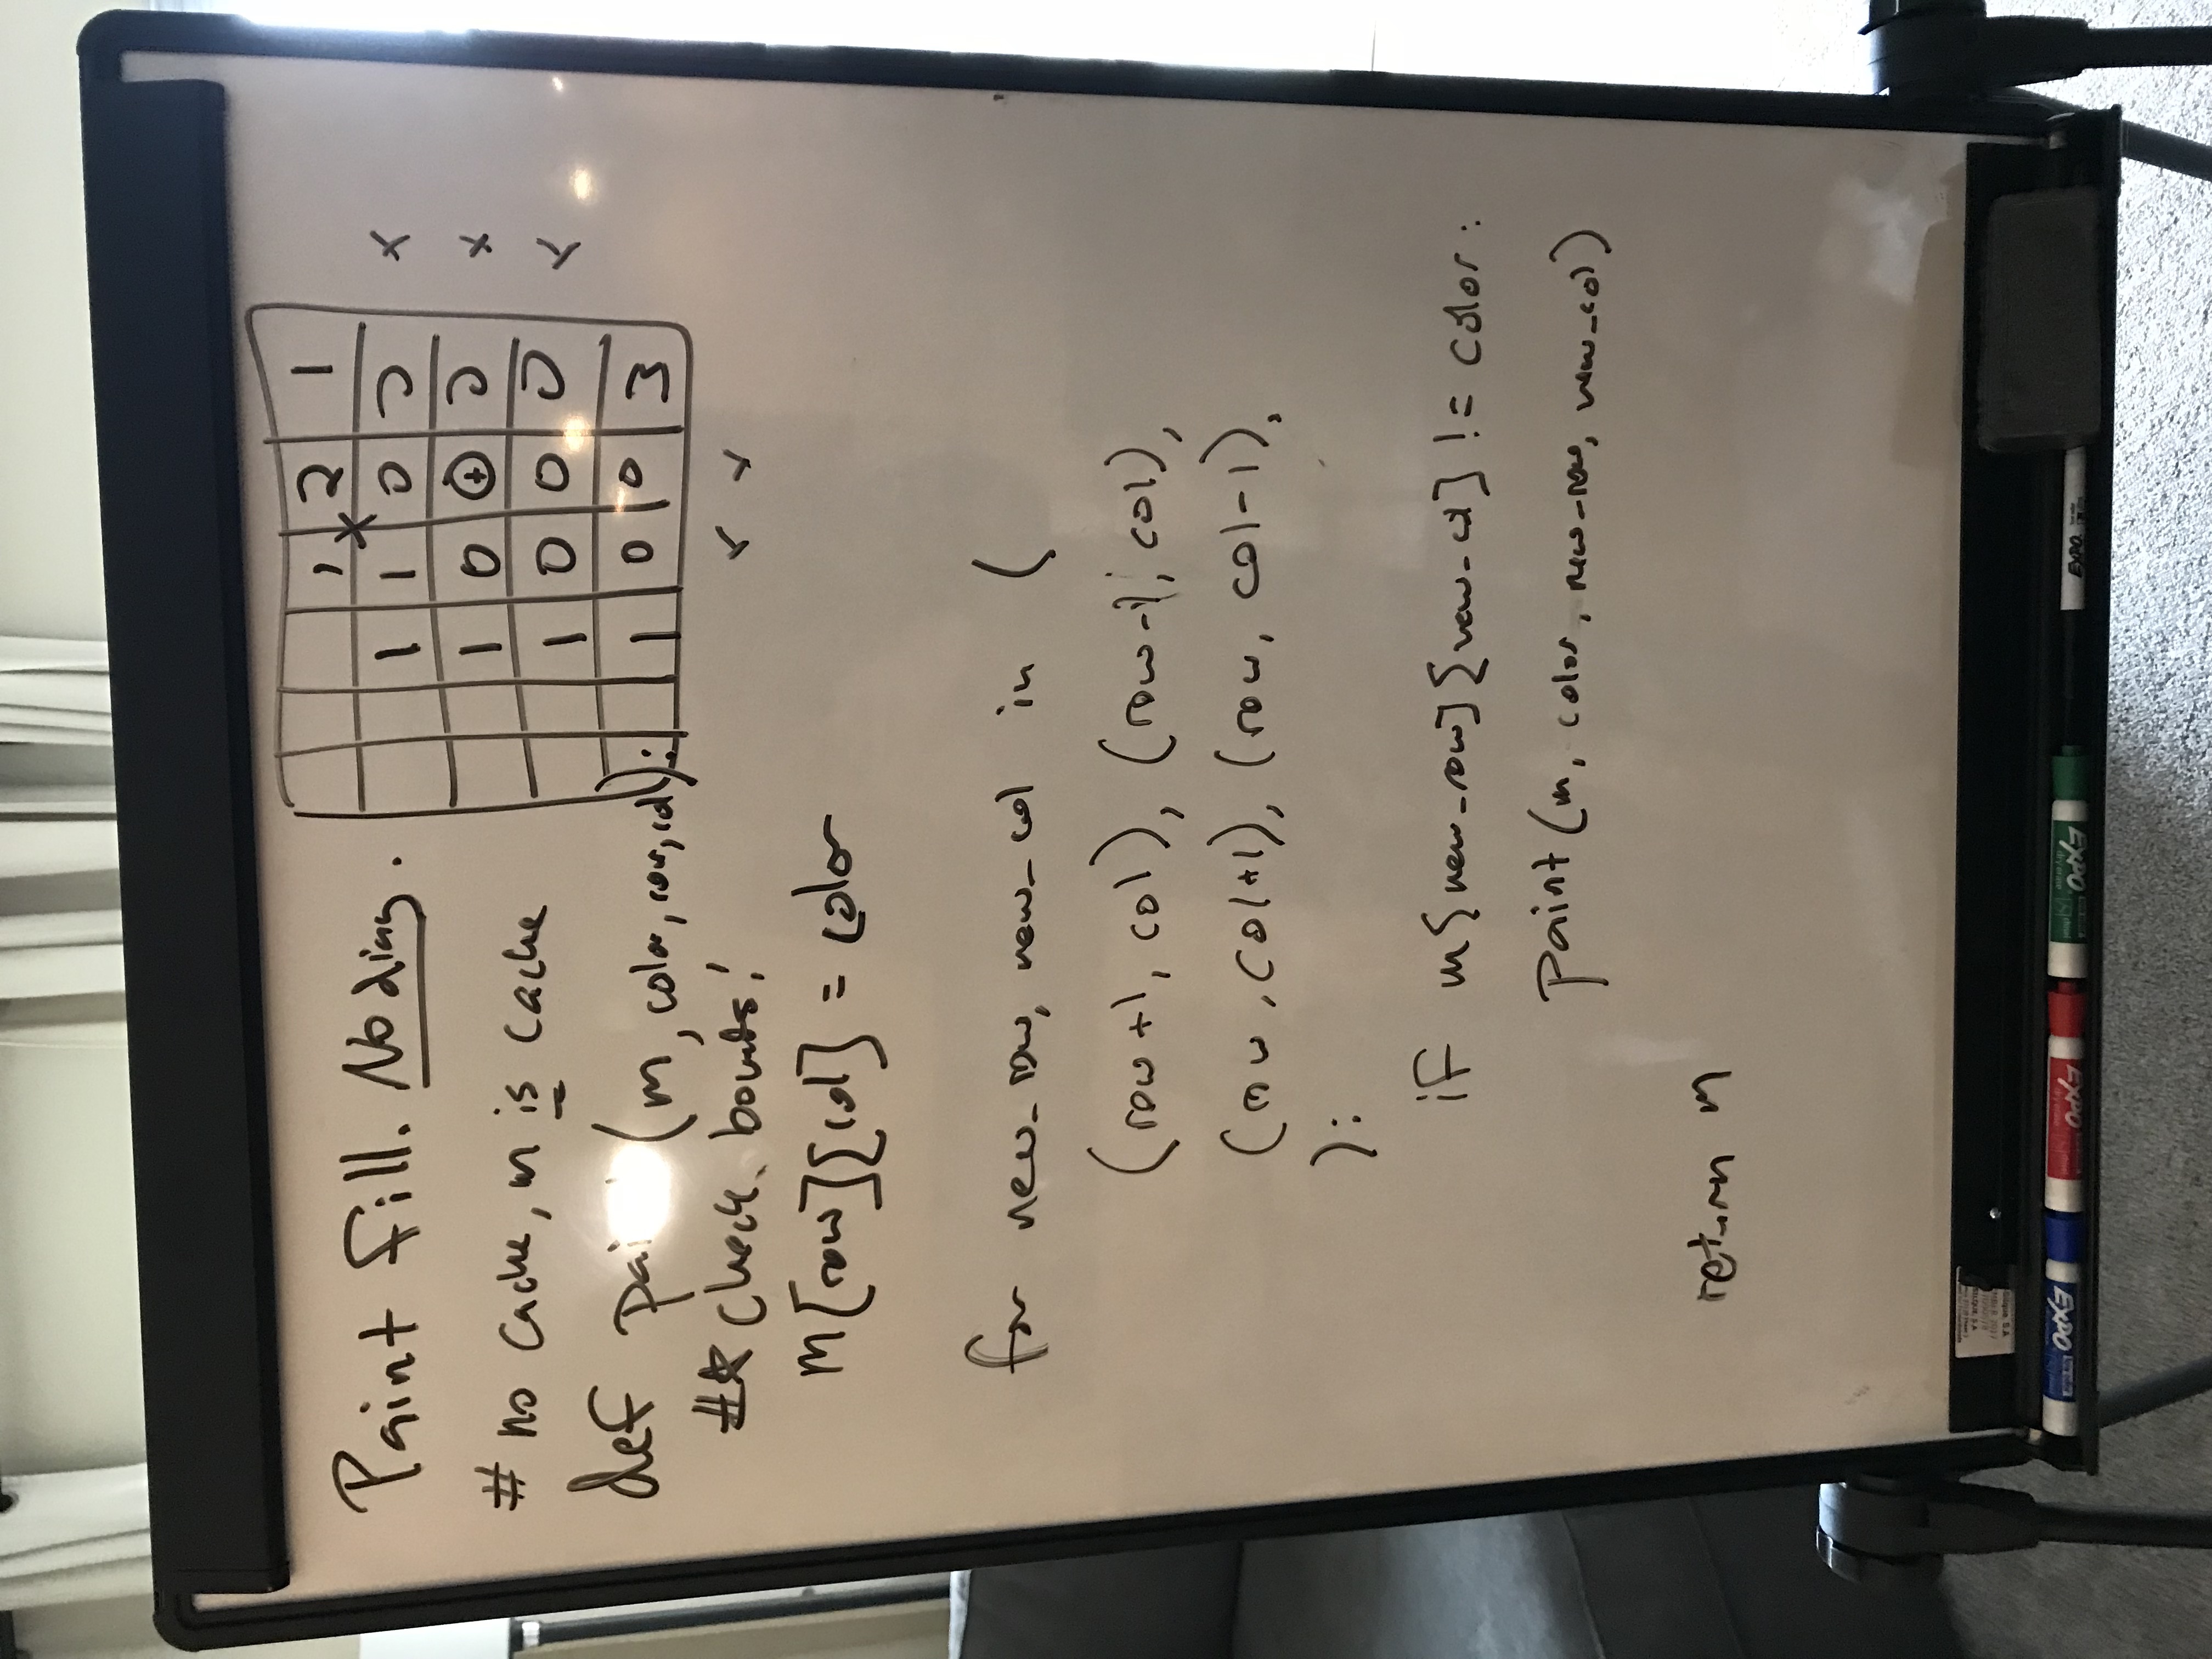 Paint Fill. No diag.
, 2 1
1 1 0 0 x
1 0 + 0 x
1 0 0 0 x
1 0 0 3
# no cache, m is cache
def pai (m, color, row, col):
# * check bounds!
m[row][col] = color
for new_row, new_col in (
(row+1, col), (row-1, col),
(row, col+1), (row, col-1),
):
if m[new_row][new_col] != color:
paint(m, color, new_row, new_col)
return m
EXPO EXPO EXPO EXPO